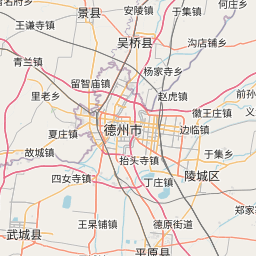 景县
安陵镇
于集乡
王谦寺镇
吴桥县
沟店铺乡
青兰乡
杨家寺乡
留智庙镇
里老乡
赵虎镇
前孙
徽王庄镇
德州市
夏庄镇
边临镇
义
故城镇
抬头寺镇
于集乡
四女寺镇
丁庄镇
陵城区
王杲铺镇
德原街道
郑家
武城县
平原县